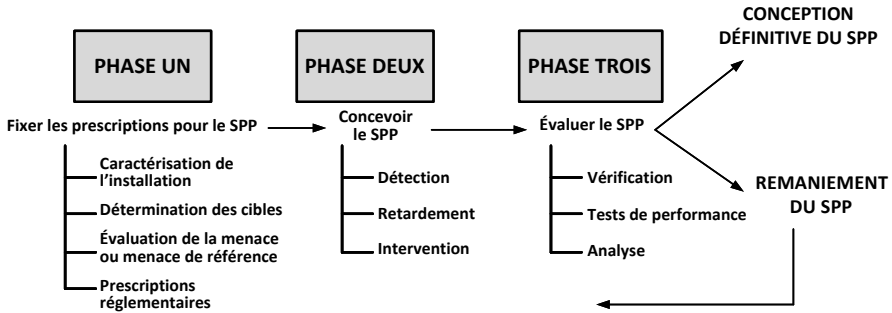 PHASE UN
Fixer les prescriptions pour le SPP
Caractérisation de
l'installation
Détermination des cibles
Évaluation de la menace
ou menace de référence
Prescriptions
réglementaires
PHASE DEUX
Concevoir
le SPP
Détection
Retardement
Intervention
PHASE TROIS
Évaluer le SPP
Vérification
Tests de performance
Analyse
CONCEPTION
DÉFINITIVE DU SPP
REMANIEMENT
DU SPP